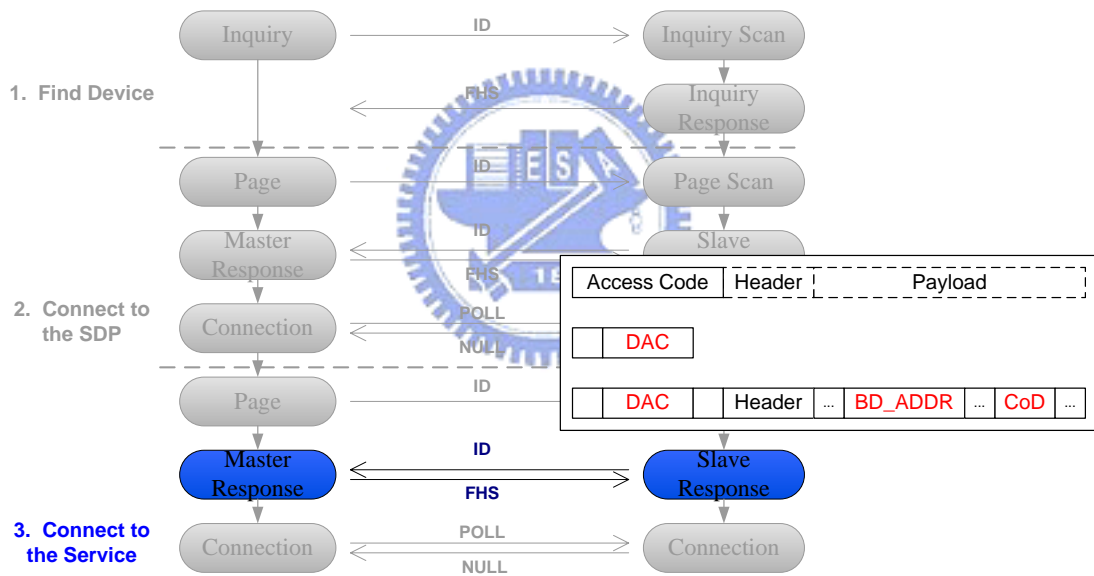 Inquiry
ID
Inquiry Scan
1. Find Device
FHS
Inquiry
Response
Page
ID
Page Scan
Master
Response
ID
FHS
Slave
E S A
18
Access Code
Header
Payload
DAC
DAC
Header
...
BD_ADDR
...
CoD
...
2. Connect to
the SDP
Connection
POLL
NULL
Page
ID
Master
Response
ID
FHS
Slave
Response
3. Connect to
the Service
Connection
POLL
NULL
Connection